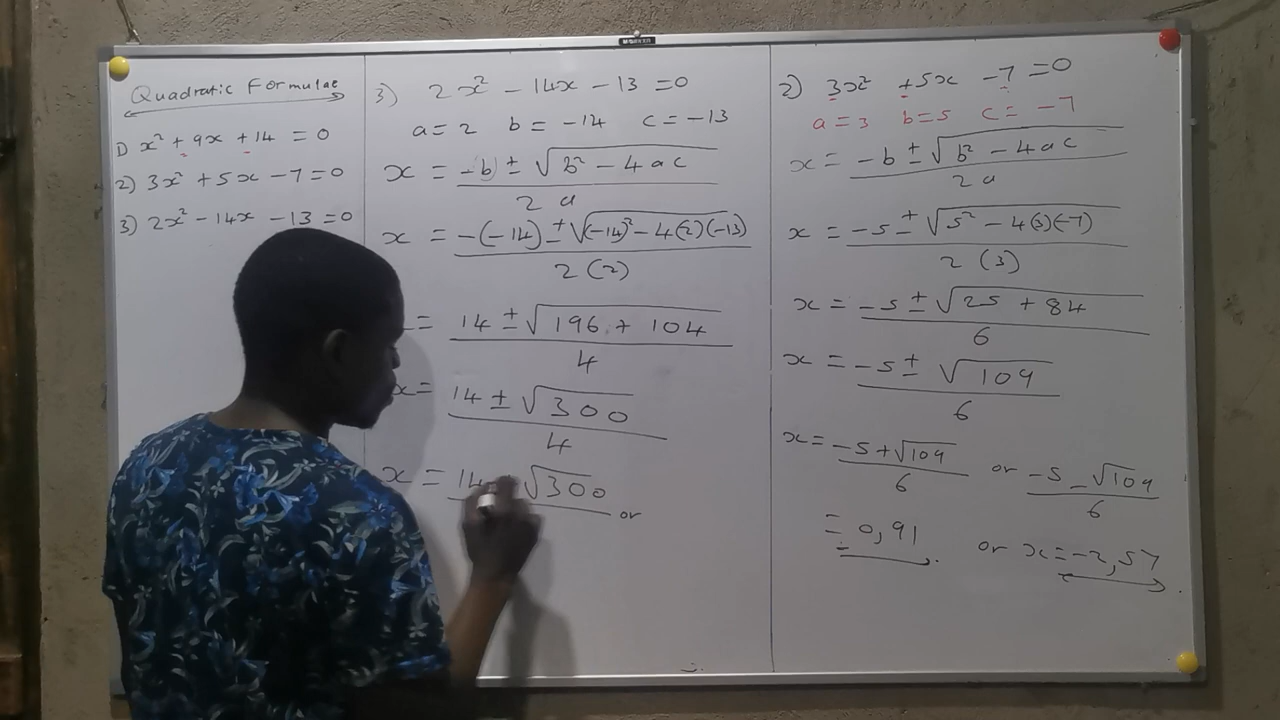 Quadratic Formulae
1) x² + 9x + 14 = 0
2) 3x² + 5x - 7 = 0
3) 2x² - 14x - 13 = 0
3) 2x² - 14x - 13 = 0
a = 2 b = -14 c = -13
x = -b ± √b² - 4ac
2a
x = -(-14) ± √(-14)² - 4(2)(-13)
2(2)
= 14 ± √196 + 104
4
x = 14 ± √300
4
x = 14 √300
or
2) 3x² + 5x - 7 = 0
a = 3 b = 5 c = -7
x = -b ± √b² - 4ac
2a
x = -5 ± √5² - 4(3)(-7)
2(3)
x = -5 ± √25 + 84
6
x = -5 ± √109
6
x = -5 + √109 or -5 - √109
6 6
= 0,91 or x = -2,57